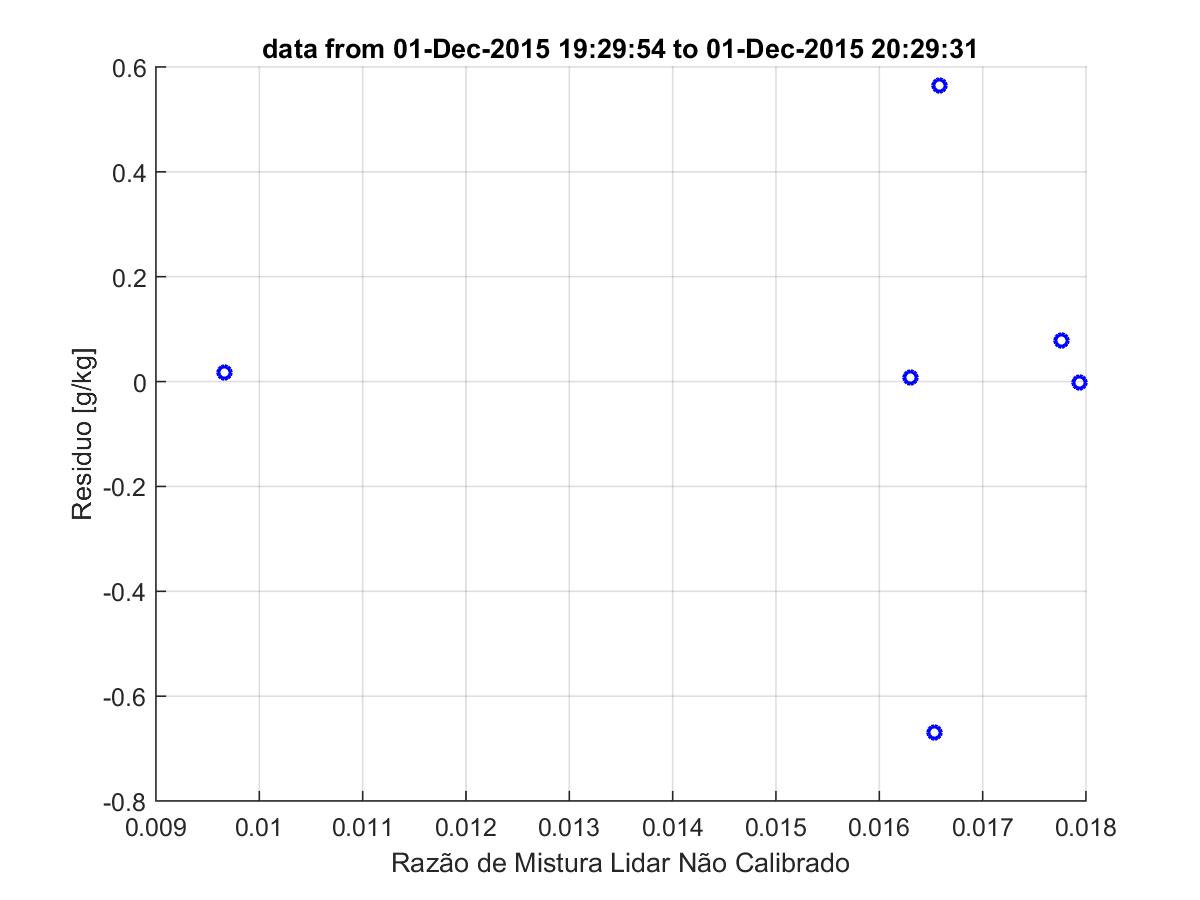 data from 01-Dec-2015 19:29:54 to 01-Dec-2015 20:29:31
0.6
0.4
0.2
0
-0.2
-0.4
-0.6
-0.8
Residuo [g/kg]
0.009 0.01 0.011 0.012 0.013 0.014 0.015 0.016 0.017 0.018
Razão de Mistura Lidar Não Calibrado